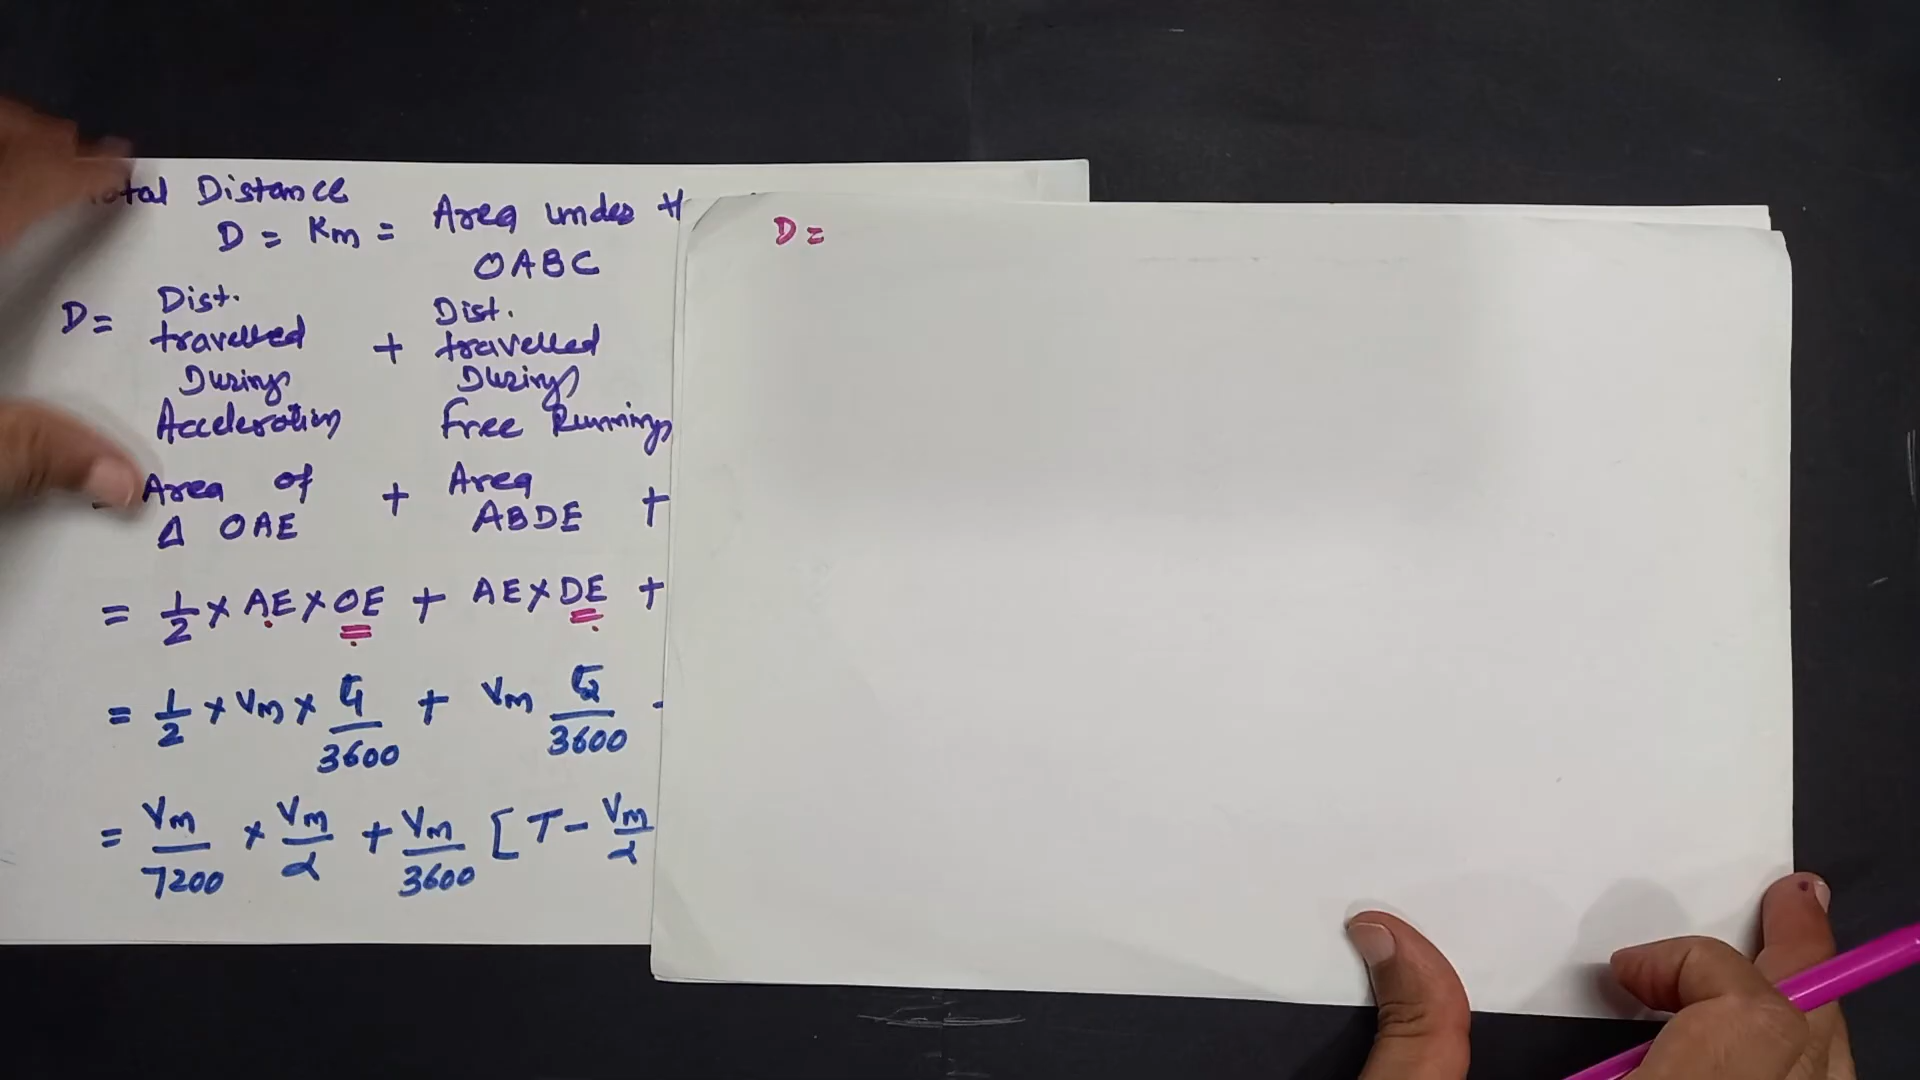 Total Distance
D = Km = Area under
OABC
D = Dist. travelled During Acceleration + Dist. travelled During Free Running
= Area of Δ OAE + Area ABDE +
= 1/2 × AE × OE + AE × DE +
= 1/2 × Vm × t1/3600 + Vm t2/3600 -
= Vm/7200 × Vm/α + Vm/3600 [ T - Vm/α
D =